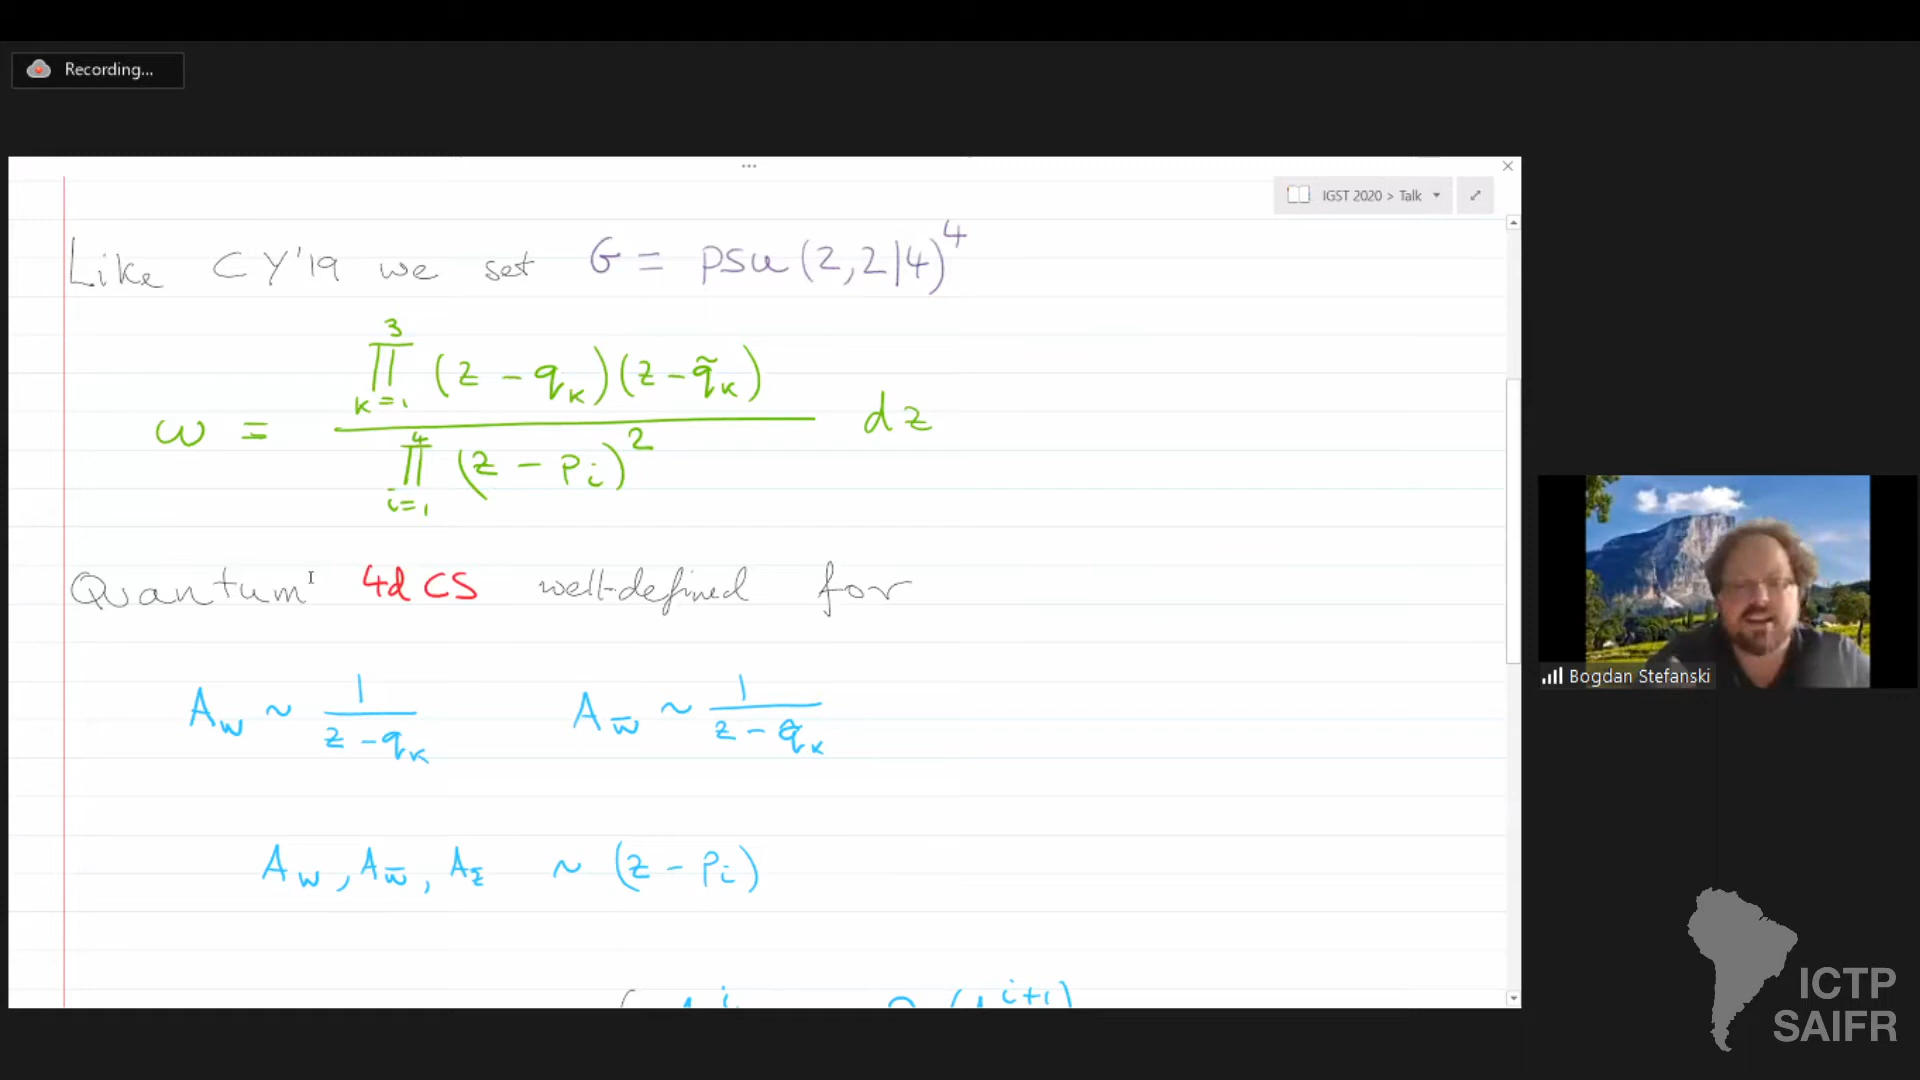 Recording...
IGST 2020 > Talk
Like CY'19 we set G = psu(2,2|4)^4
ω = ∏_{k=1}^{3} (z - q_k)(z - q̃_k) / ∏_{i=1}^{4} (z - p_i)^2 dz
Quantum 4d CS well-defined for
A_w ~ 1/(z - q_k) A_w̄ ~ 1/(z - q̃_k)
A_w, A_w̄, A_z̄ ~ (z - p_i)
Bogdan Stefanski
ICTP
SAIFR